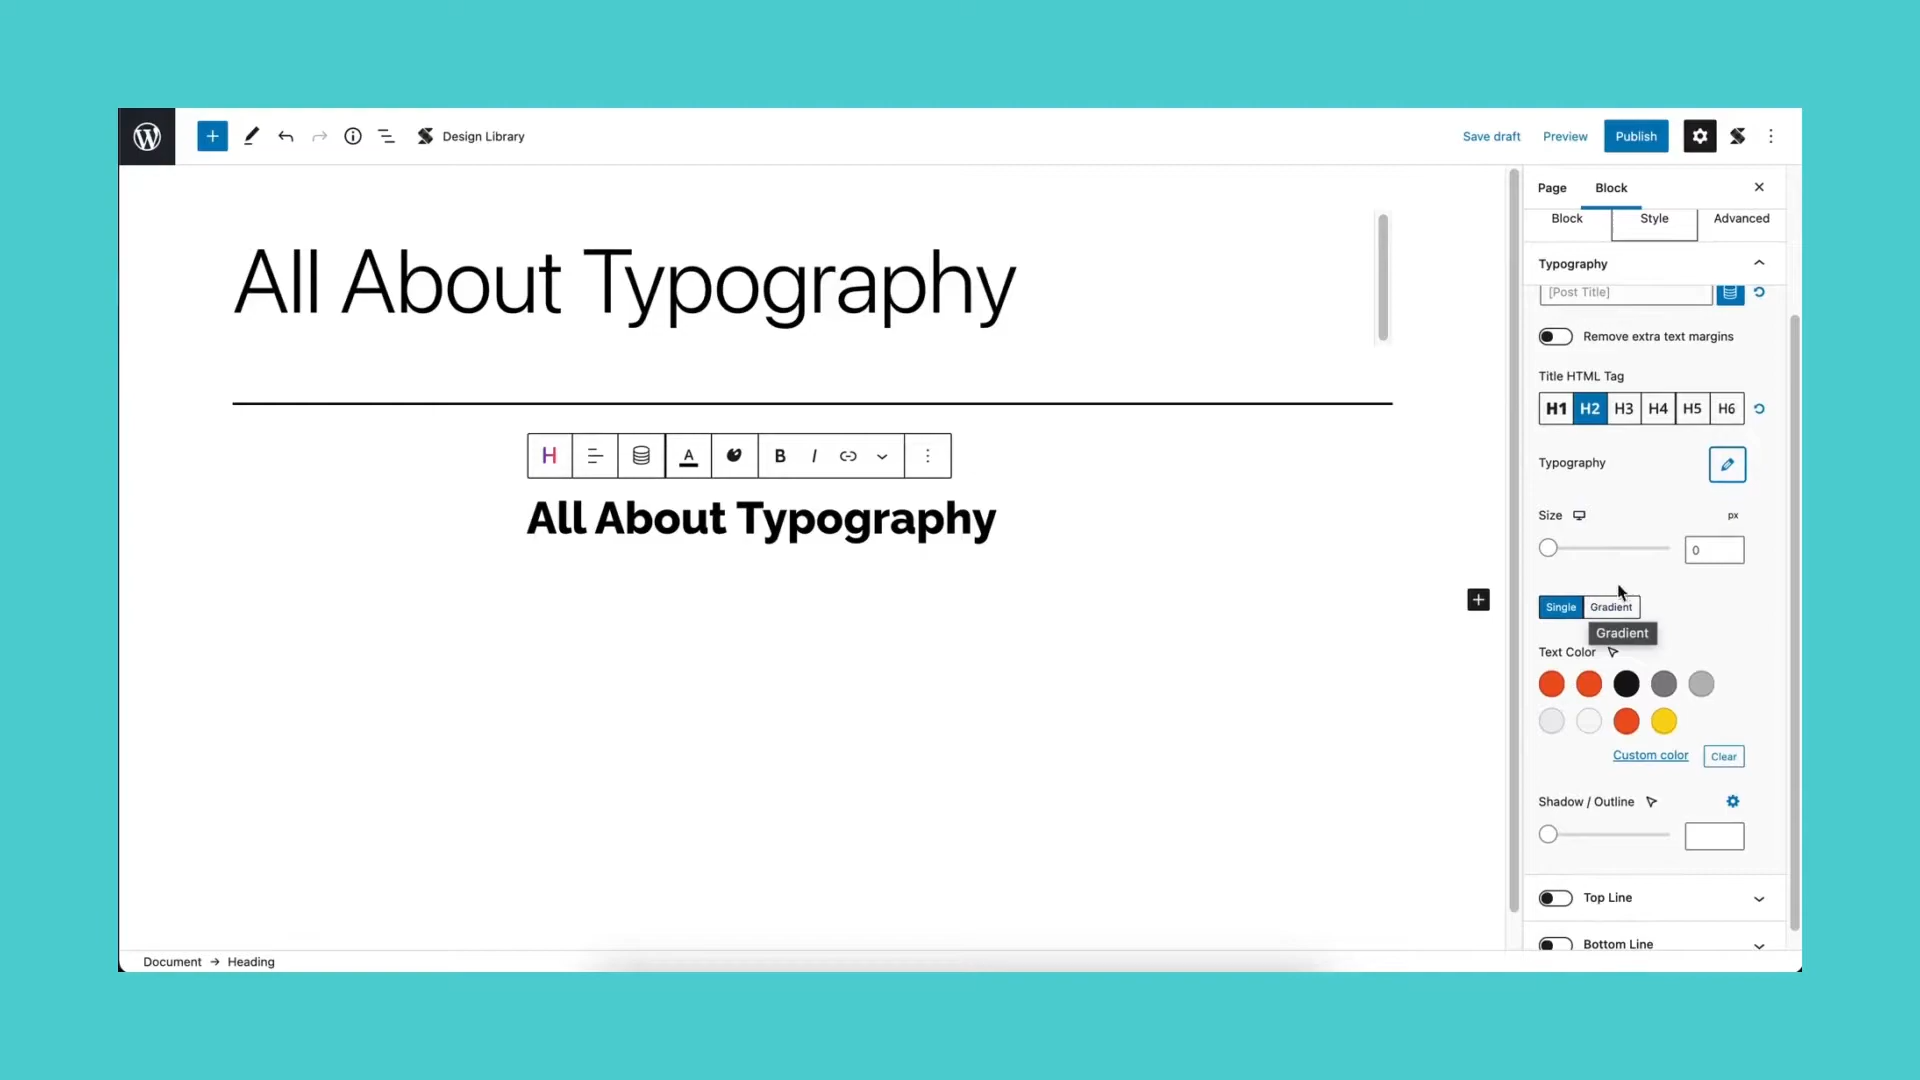 Design Library
Save draft Preview Publish
Page Block
Block Style Advanced
Typography
[Post Title]
Remove extra text margins
Title HTML Tag
H1 H2 H3 H4 H5 H6
Typography
Size px
0
Single Gradient
Gradient
Text Color
Custom color Clear
Shadow / Outline
Top Line
Bottom Line
All About Typography
H A B I
All About Typography
Document → Heading